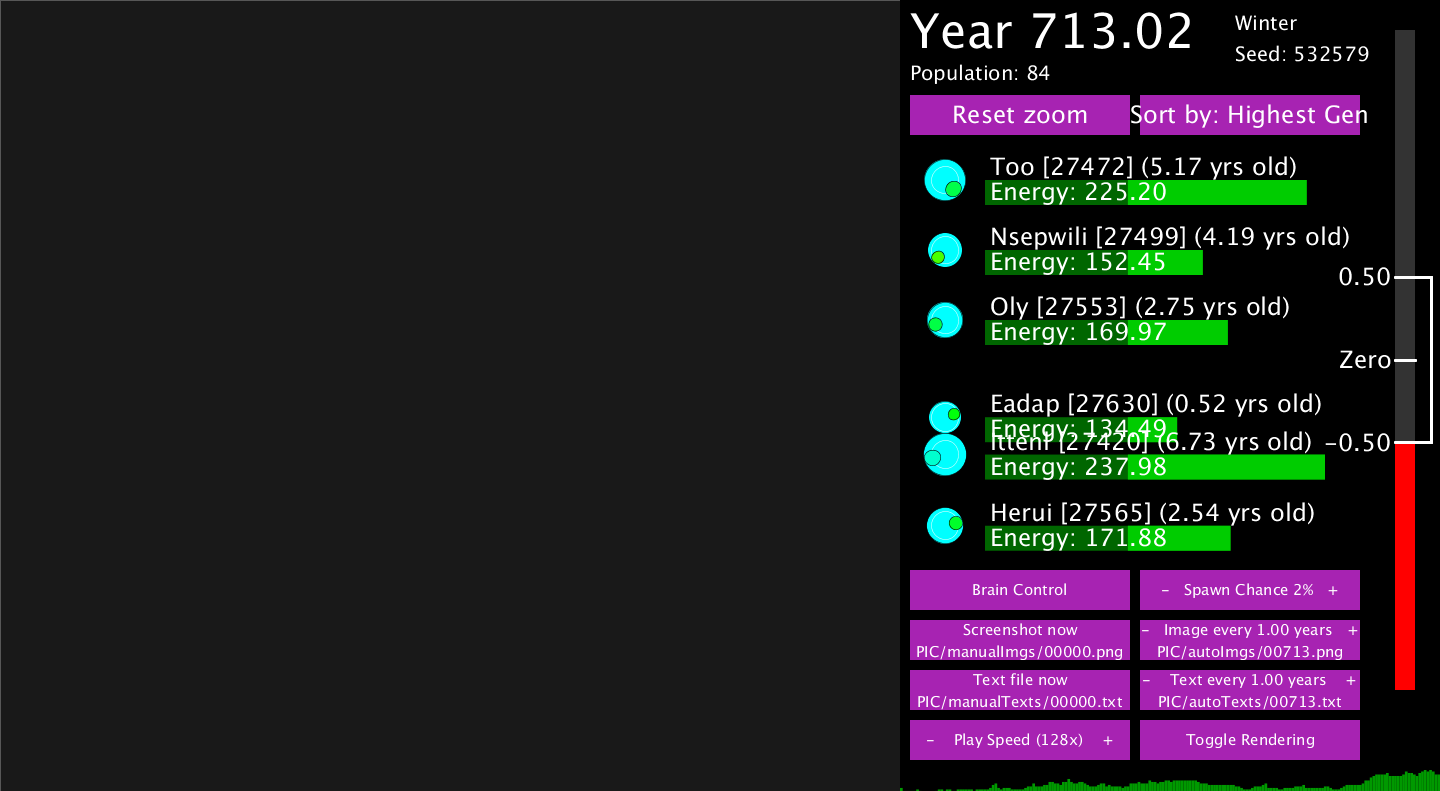 Year 713.02
Winter
Seed: 532579
Population: 84
Reset zoom
Sort by: Highest Gen
Too [27472] (5.17 yrs old)
Energy: 225.20
Nsepwili [27499] (4.19 yrs old)
Energy: 152.45
0.50
Oly [27553] (2.75 yrs old)
Energy: 169.97
Zero
Eadap [27630] (0.52 yrs old)
Energy: 134.49
[27420] (6.73 yrs old)
-0.50
Energy: 237.98
Herui [27565] (2.54 yrs old)
Energy: 171.88
Brain Control
- Spawn Chance 2% +
Screenshot now
PIC/manualImgs/00000.png
- Image every 1.00 years +
PIC/autoImgs/00713.png
Text file now
PIC/manualTexts/00000.txt
- Text every 1.00 years +
PIC/autoTexts/00713.txt
- Play Speed (128x) +
Toggle Rendering